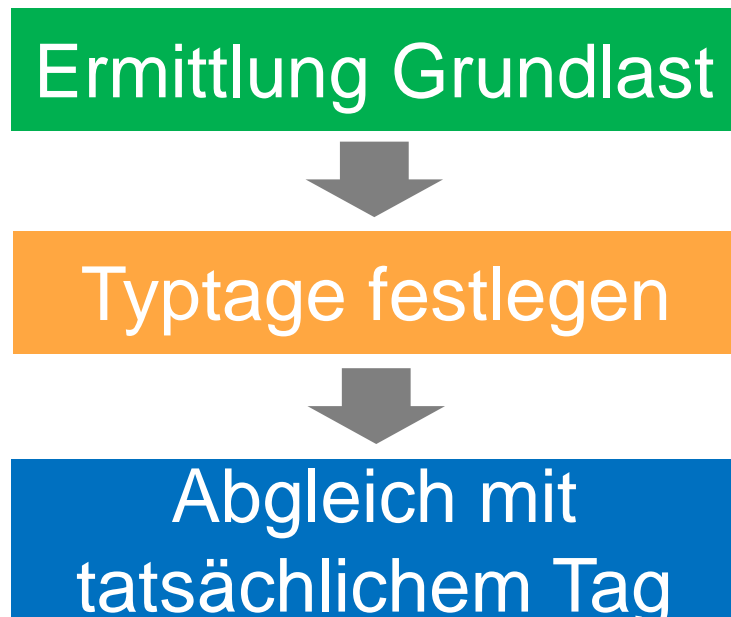 Ermittlung Grundlast
Typtage festlegen
Abgleich mit
tatsächlichem Tag